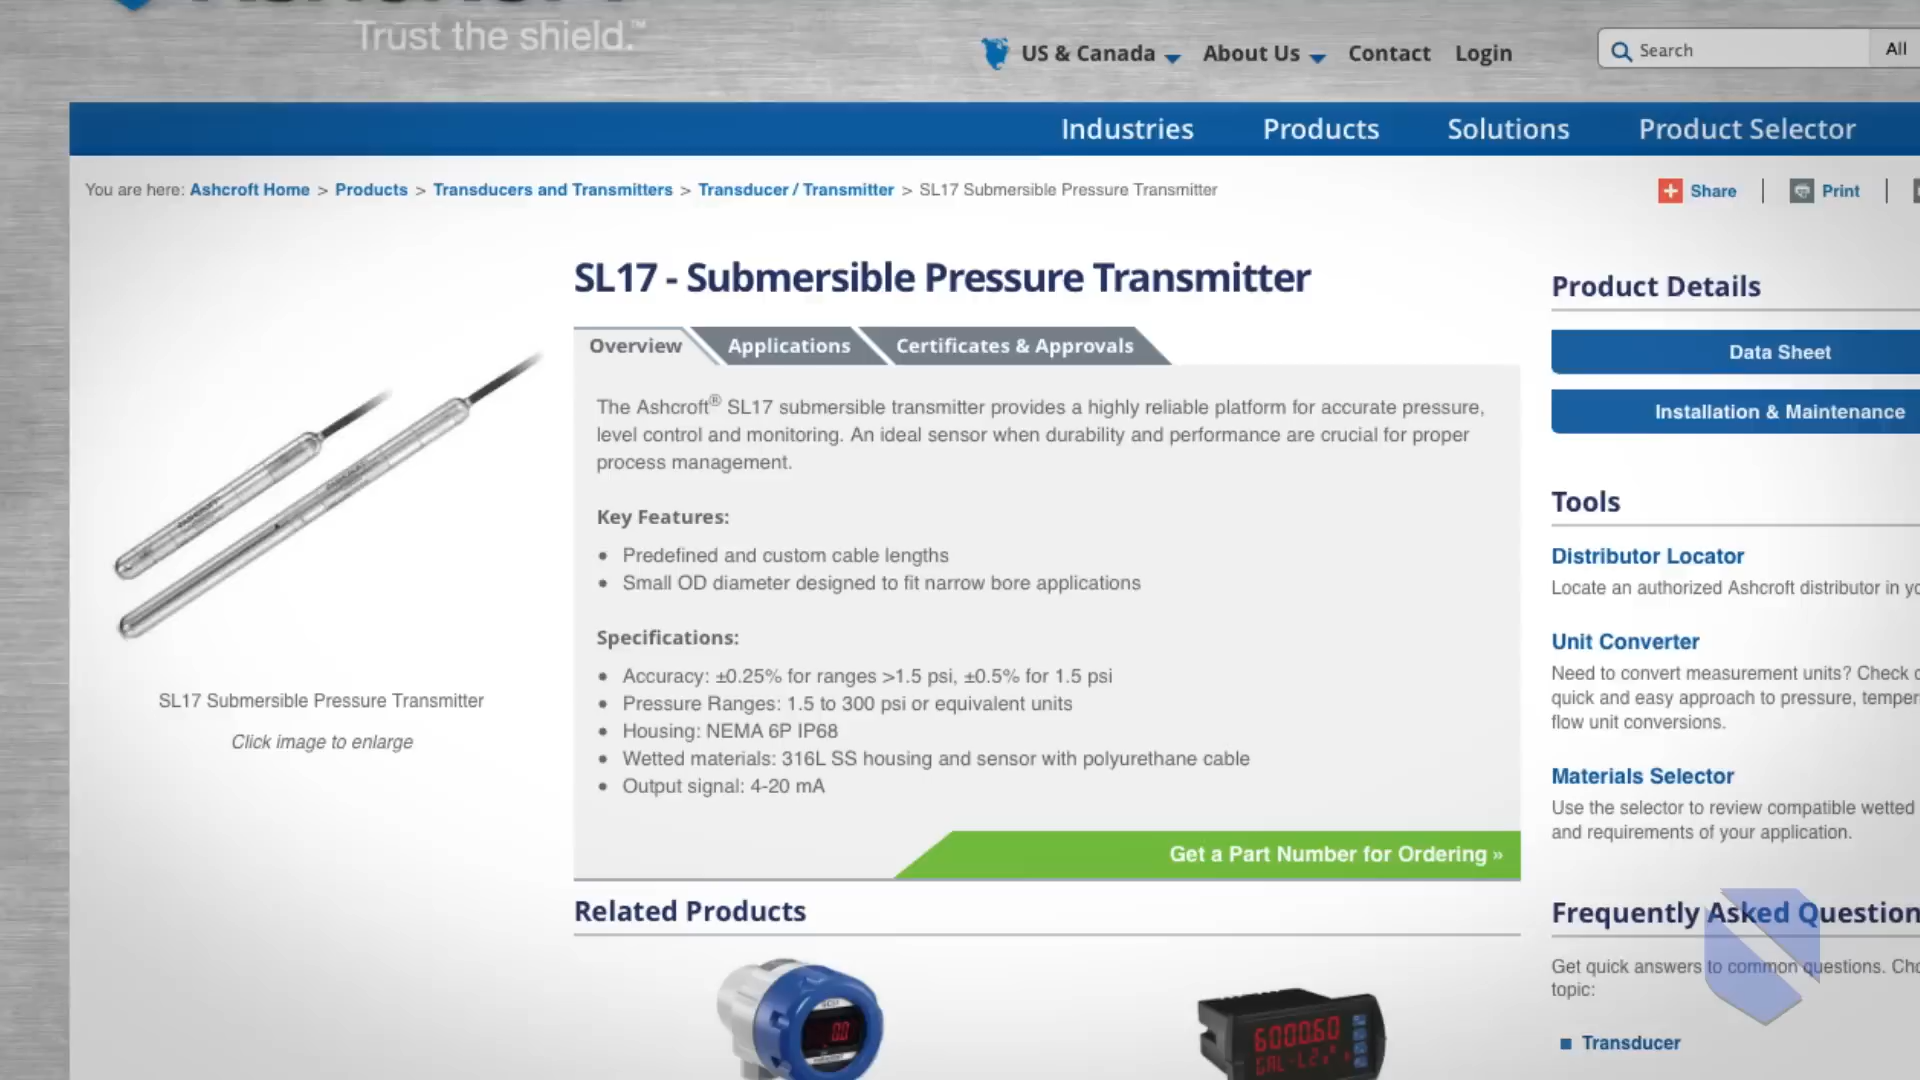 Trust the shield.™
US & Canada About Us Contact Login
Search All
Industries Products Solutions Product Selector
You are here: Ashcroft Home > Products > Transducers and Transmitters > Transducer / Transmitter > SL17 Submersible Pressure Transmitter
Share | Print |
SL17 - Submersible Pressure Transmitter
Overview Applications Certificates & Approvals
The Ashcroft® SL17 submersible transmitter provides a highly reliable platform for accurate pressure,
level control and monitoring. An ideal sensor when durability and performance are crucial for proper
process management.
Key Features:
• Predefined and custom cable lengths
• Small OD diameter designed to fit narrow bore applications
Specifications:
• Accuracy: ±0.25% for ranges >1.5 psi, ±0.5% for 1.5 psi
• Pressure Ranges: 1.5 to 300 psi or equivalent units
• Housing: NEMA 6P IP68
• Wetted materials: 316L SS housing and sensor with polyurethane cable
• Output signal: 4-20 mA
Get a Part Number for Ordering »
SL17 Submersible Pressure Transmitter
Click image to enlarge
Related Products
0.0
600060
Product Details
Data Sheet
Installation & Maintenance
Tools
Distributor Locator
Locate an authorized Ashcroft distributor in
Unit Converter
Need to convert measurement units? Check
quick and easy approach to pressure,
flow unit conversions.
Materials Selector
Use the selector to review compatible wetted
and requirements of your application.
Frequently Asked Question
Get quick answers to common questions.
topic:
Transducer